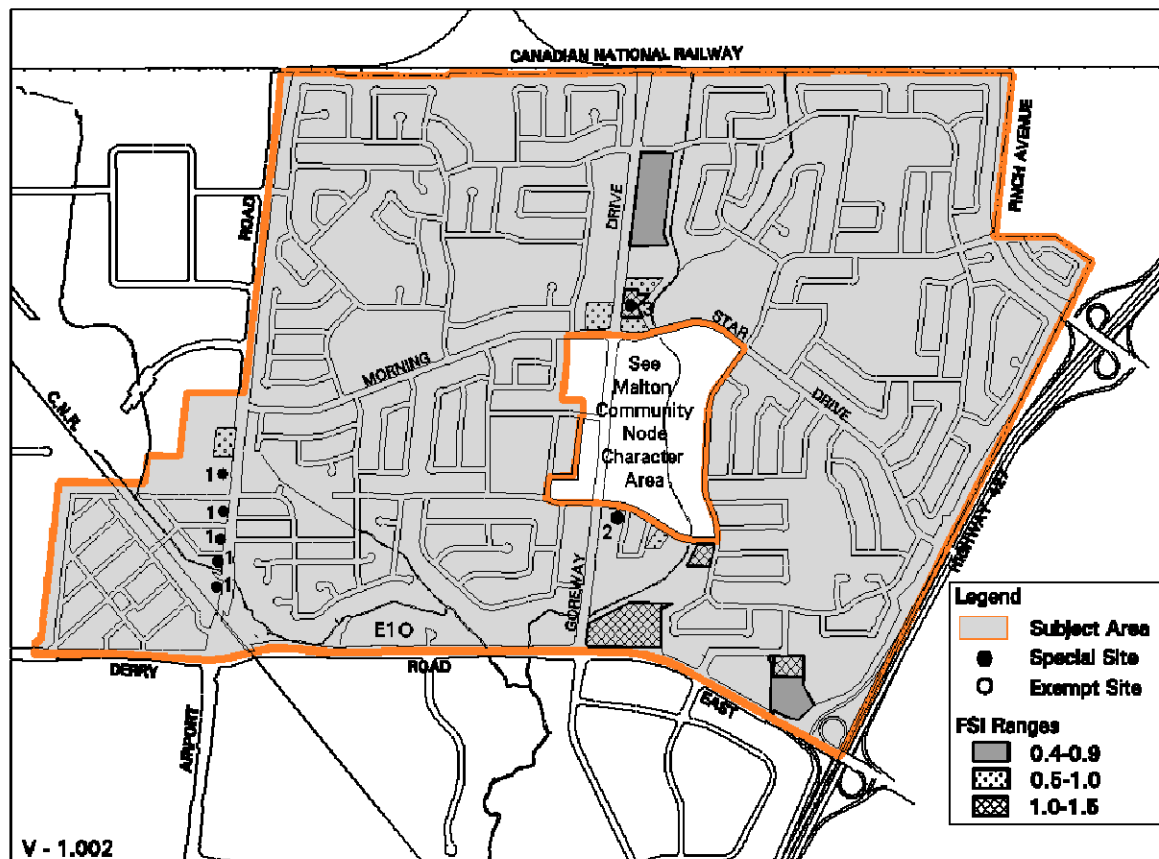 CANADIAN NATIONAL RAILWAY
FINCH AVENUE
ROAD
DRIVE
3
STAR
MORNING
DRIVE
See
Malton
Community
Node
Character
Area
C.N.R.
1
1
1
1
1
2
HIGHWAY 427
GOREWAY
E1
DERRY
ROAD
EAST
AIRPORT
Legend
Subject Area
Special Site
Exempt Site
FSI Ranges
0.4-0.9
0.5-1.0
1.0-1.5
V - 1.002